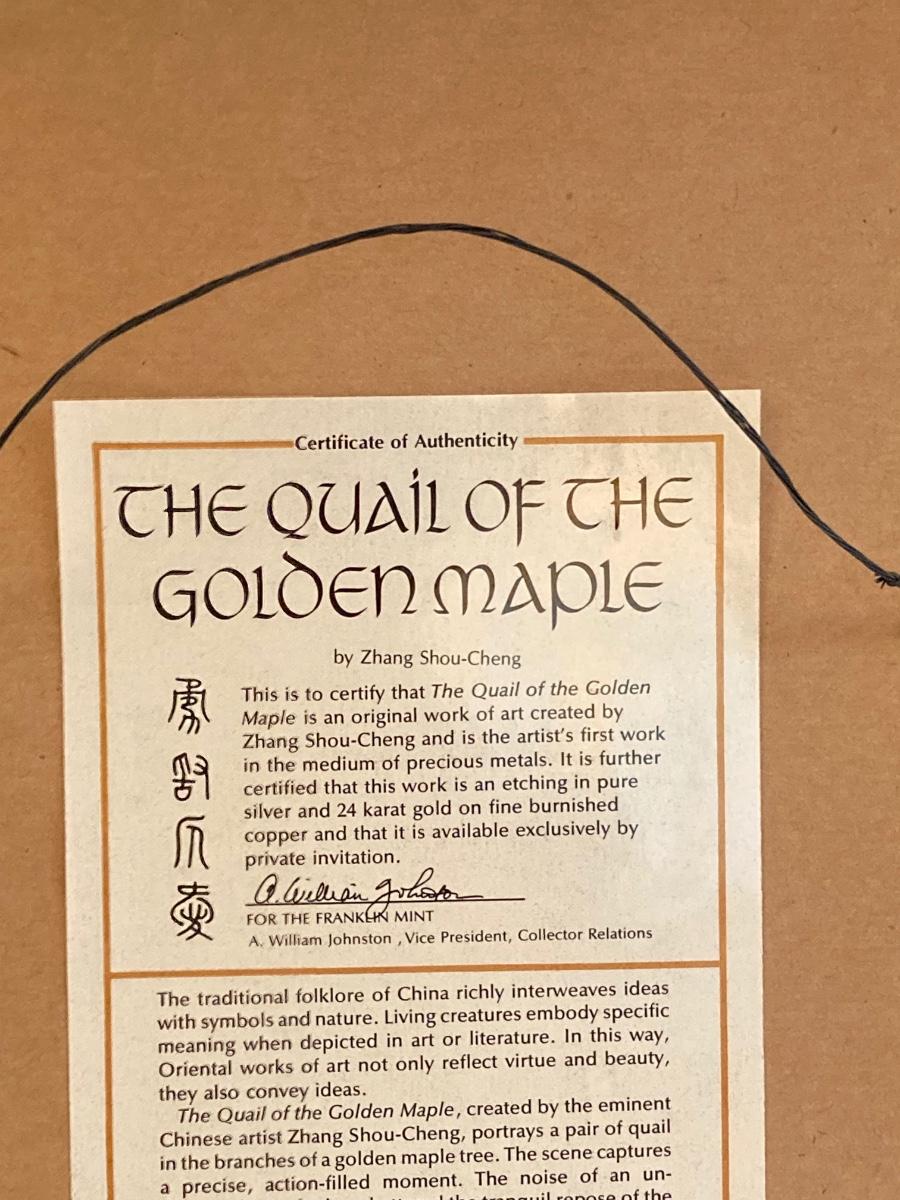 Certificate of Authenticity
THE QUAIL OF THE
GOLDEN MAPLE
by Zhang Shou-Cheng
This is to certify that The Quail of the Golden
Maple is an original work of art created by
Zhang Shou-Cheng and is the artist's first work
in the medium of precious metals. It is further
certified that this work is an etching in pure
silver and 24 karat gold on fine burnished
copper and that it is available exclusively by
private invitation.
A. William Johnston
FOR THE FRANKLIN MINT
A. William Johnston , Vice President, Collector Relations
The traditional folklore of China richly interweaves ideas
with symbols and nature. Living creatures embody specific
meaning when depicted in art or literature. In this way,
Oriental works of art not only reflect virtue and beauty,
they also convey ideas.
The Quail of the Golden Maple, created by the eminent
Chinese artist Zhang Shou-Cheng, portrays a pair of quail
in the branches of a golden maple tree. The scene captures
a precise, action-filled moment. The noise of an un-
the tranquil repose of the